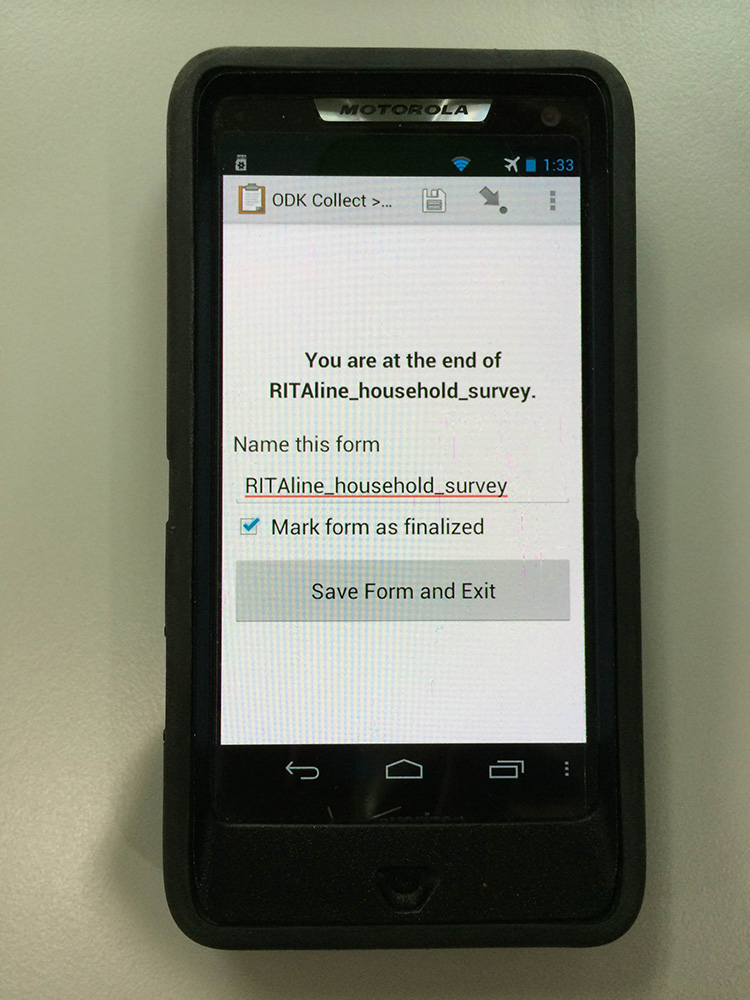 MOTOROLA
1:33
ODK Collect >...
You are at the end of
RITAline_household_survey.
Name this form
RITAline_household_survey
Mark form as finalized
Save Form and Exit